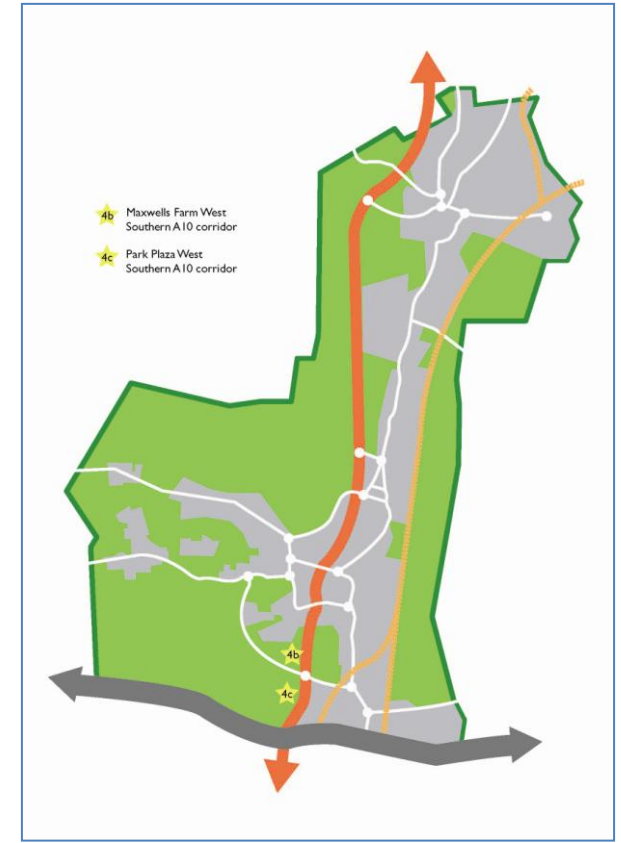 4b Maxwells Farm West
Southern A10 corridor
4c Park Plaza West
Southern A10 corridor
4b
4c